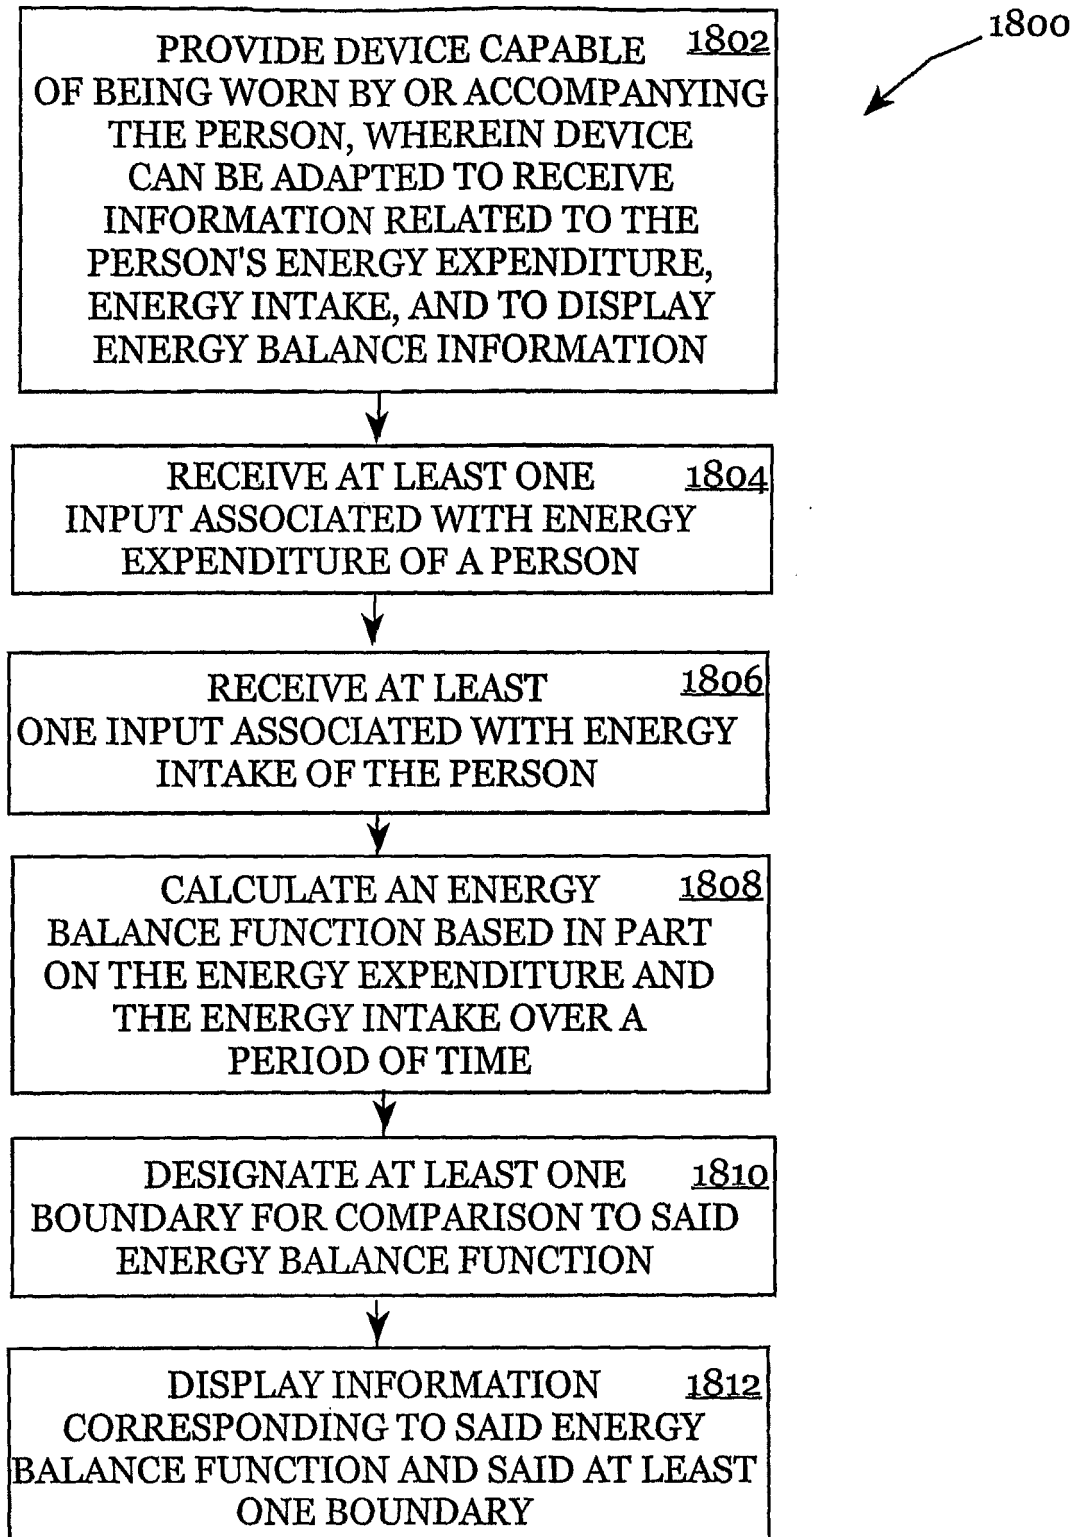 1800
PROVIDE DEVICE CAPABLE 1802
OF BEING WORN BY OR ACCOMPANYING
THE PERSON, WHEREIN DEVICE
CAN BE ADAPTED TO RECEIVE
INFORMATION RELATED TO THE
PERSON'S ENERGY EXPENDITURE,
ENERGY INTAKE, AND TO DISPLAY
ENERGY BALANCE INFORMATION
RECEIVE AT LEAST ONE 1804
INPUT ASSOCIATED WITH ENERGY
EXPENDITURE OF A PERSON
RECEIVE AT LEAST 1806
ONE INPUT ASSOCIATED WITH ENERGY
INTAKE OF THE PERSON
CALCULATE AN ENERGY 1808
BALANCE FUNCTION BASED IN PART
ON THE ENERGY EXPENDITURE AND
THE ENERGY INTAKE OVER A
PERIOD OF TIME
DESIGNATE AT LEAST ONE 1810
BOUNDARY FOR COMPARISON TO SAID
ENERGY BALANCE FUNCTION
DISPLAY INFORMATION 1812
CORRESPONDING TO SAID ENERGY
BALANCE FUNCTION AND SAID AT LEAST
ONE BOUNDARY